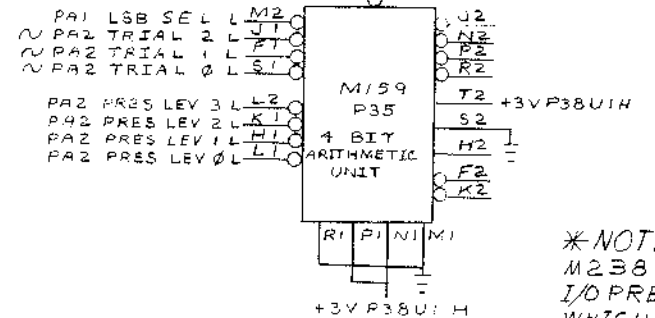 PA1 LSB SEL L M2
~ PA2 TRIAL 2 L J1
~ PA2 TRIAL 1 L F1
~ PA2 TRIAL Ø L S1
PA2 PRES LEV 3 L L2
PA2 PRES LEV 2 L K1
PA2 PRES LEV 1 L H1
PA2 PRES LEV Ø L L1
M159
P35
4 BIT
ARITHMETIC
UNIT
J2
N2
P2
R2
T2 +3VP38U1H
S2
H2
F2
K2
R1 P1 N1 M1
+3V P38U1 H
*NOT
M238
I/O PRE